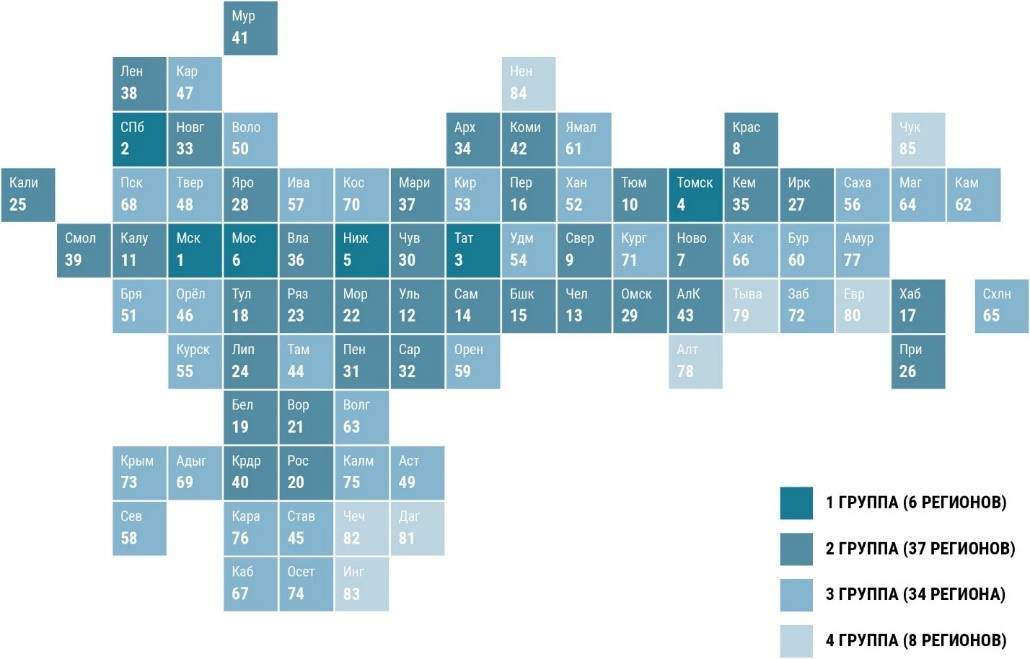 Мур
41
Лен Кар Нен
38 47 84
СПб Новг Воло Арх Коми Ямал Крас Чук
2 33 50 34 42 61 8 85
Кали Пск Твер Яро Ива Кос Мари Кир Пер Хан Тюм Томск Кем Ирк Саха Маг Кам
25 68 48 28 57 70 37 53 16 52 10 4 35 27 56 64 62
Смол Калу Мск Мос Вла Ниж Чув Тат Удм Свер Кург Ново Хак Бур Амур
39 11 1 6 36 5 30 3 54 9 71 7 66 60 77
Бря Орёл Тул Ряз Мор Уль Сам Бшк Чел Омск АлК Тыва Заб Евр Хаб Схлн
51 46 18 23 22 12 14 15 13 29 43 79 72 80 17 65
Курск Лип Там Пен Сар Орен Алт При
55 24 44 31 32 59 78 26
Бел Вор Волг
19 21 63
Крым Адыг Крдр Рос Калм Аст
73 69 40 20 75 49
Сев Кара Став Чеч Даг
58 76 45 82 81
Каб Осет Инг
67 74 83
1 ГРУППА (6 РЕГИОНОВ)
2 ГРУППА (37 РЕГИОНОВ)
3 ГРУППА (34 РЕГИОНА)
4 ГРУППА (8 РЕГИОНОВ)